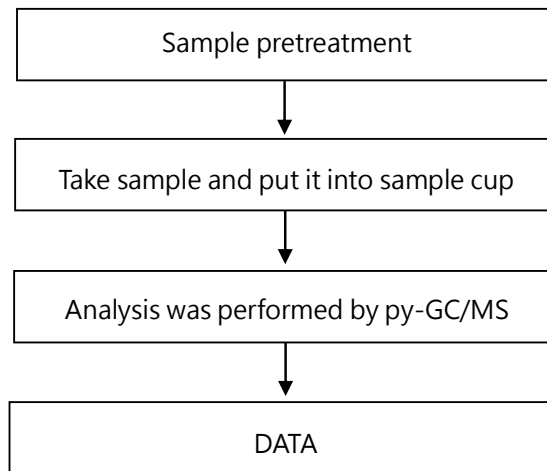 Sample pretreatment
Take sample and put it into sample cup
Analysis was performed by py-GC/MS
DATA